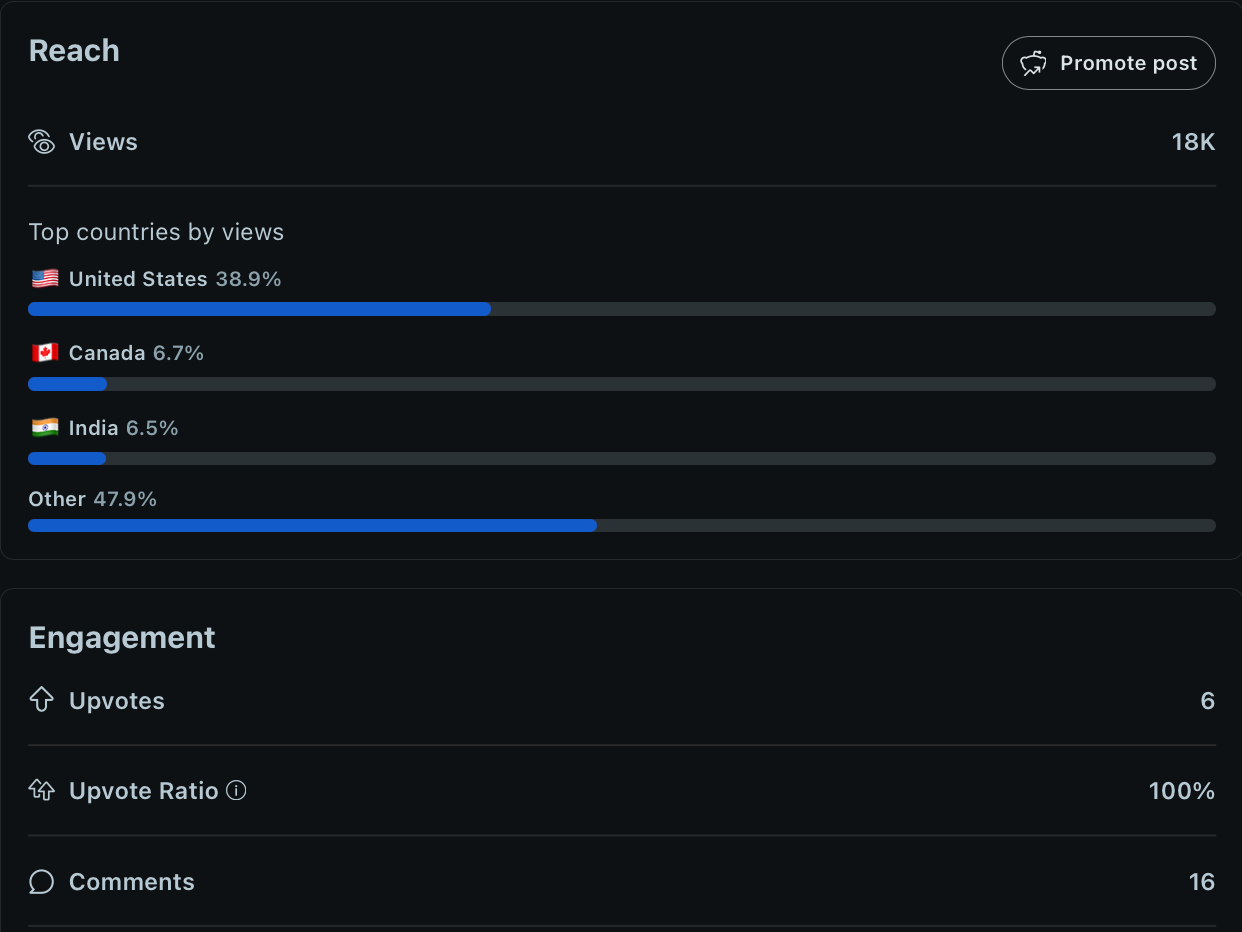 Reach
Promote post
Views
18K
Top countries by views
United States 38.9%
Canada 6.7%
India 6.5%
Other 47.9%
Engagement
Upvotes
6
Upvote Ratio
100%
Comments
16